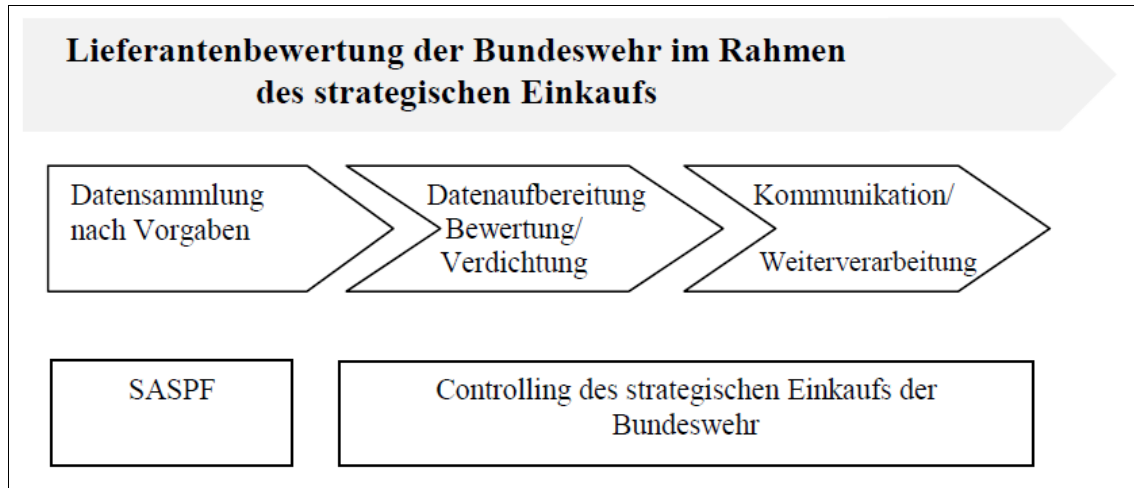 Lieferantenbewertung der Bundeswehr im Rahmen
des strategischen Einkaufs
Datensammlung
nach Vorgaben
Datenaufbereitung
Bewertung/
Verdichtung
Kommunikation/
Weiterverarbeitung
SASPF
Controlling des strategischen Einkaufs der
Bundeswehr